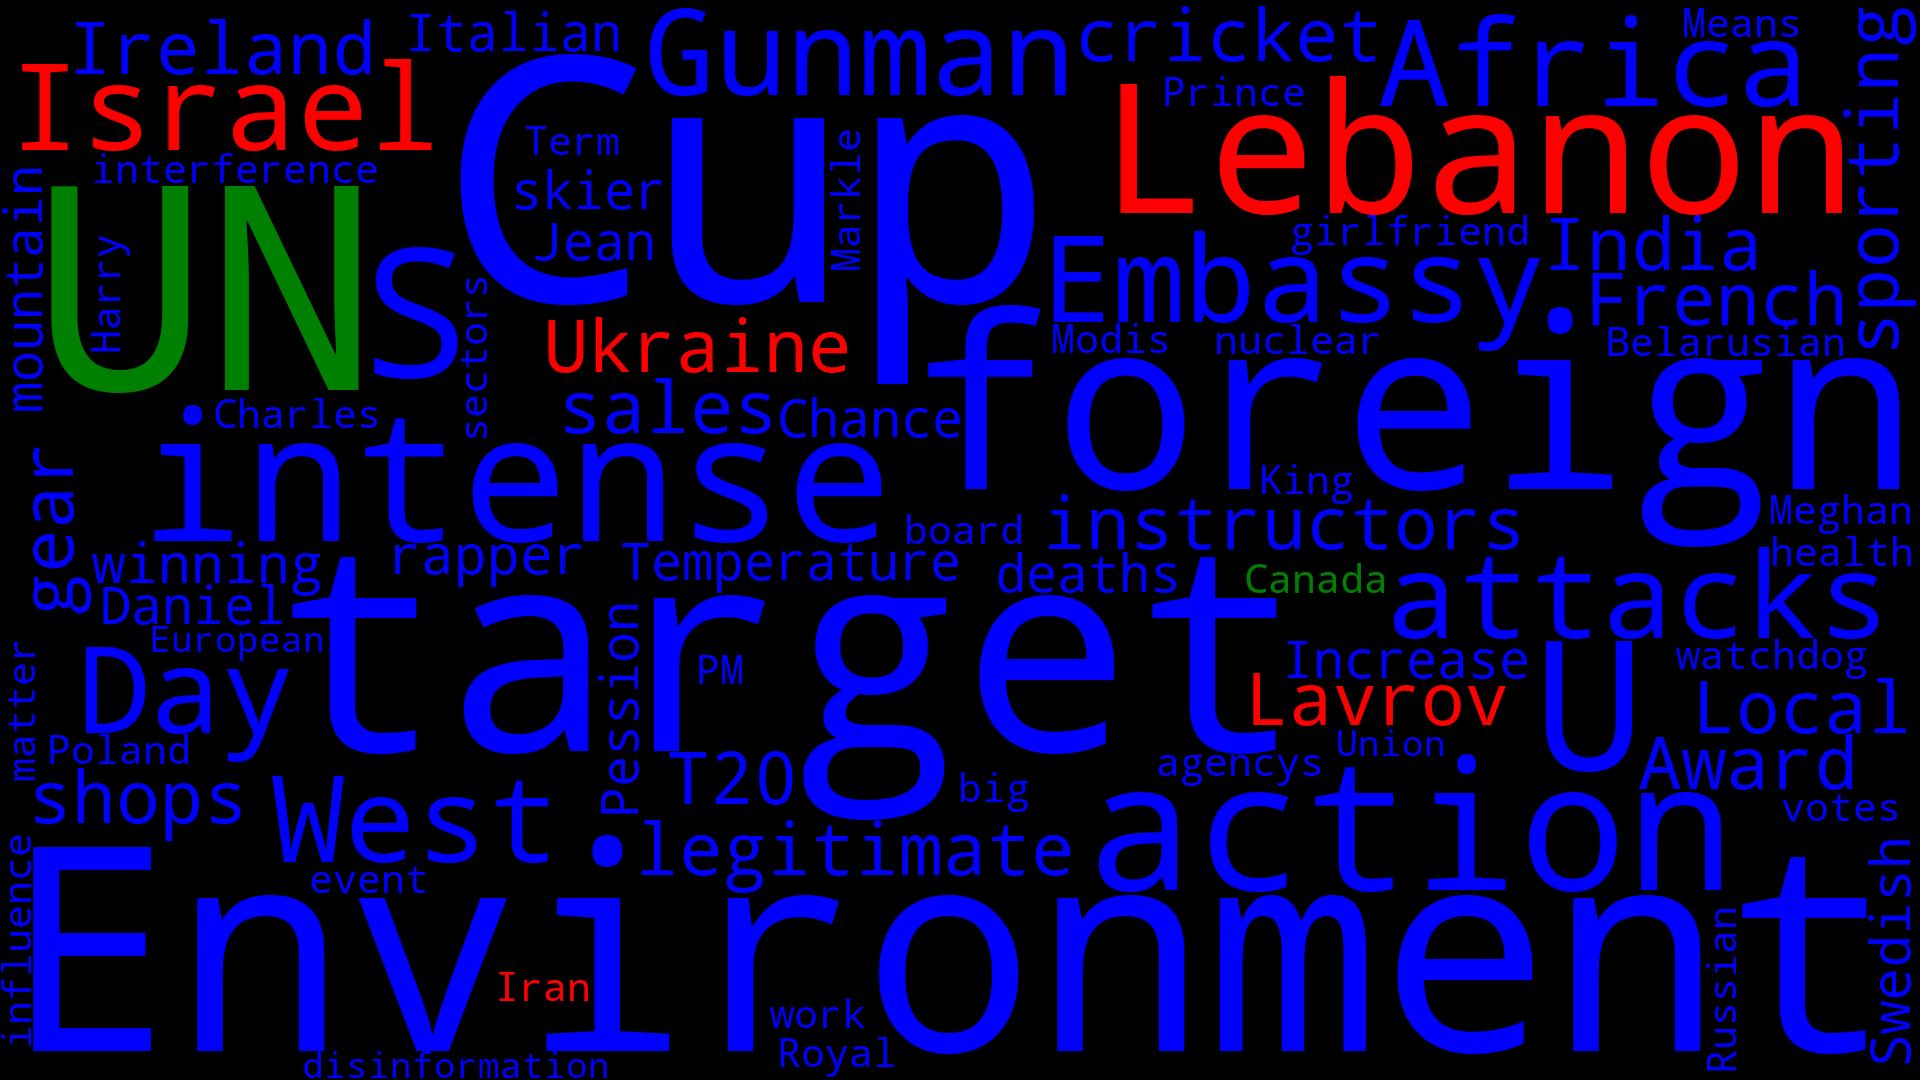 Ireland
Italian
Gunman
cricket
Africa
Means
sporting
Israel
Cup
Prince
Lebanon
Term
Markle
interference
skier
mountain
UN
Jean
girlfriend
India
Harry
S
sectors
Embassy
French
Ukraine
foreign
Modis
nuclear
Belarusian
sales
Chance
Charles
intense
gear
King
Meghan
board
instructors
winning
rapper
Temperature
deaths
health
Canada
attacks
Daniel
target
European
Pession
PM
Day
Increase
U
watchdog
matter
Lavrov
Local
Poland
Union
Award
shops
West
T20
big
agencys
action
votes
legitimate
influence
event
Environment
Swedish
Iran
Russian
work
Royal
disinformation